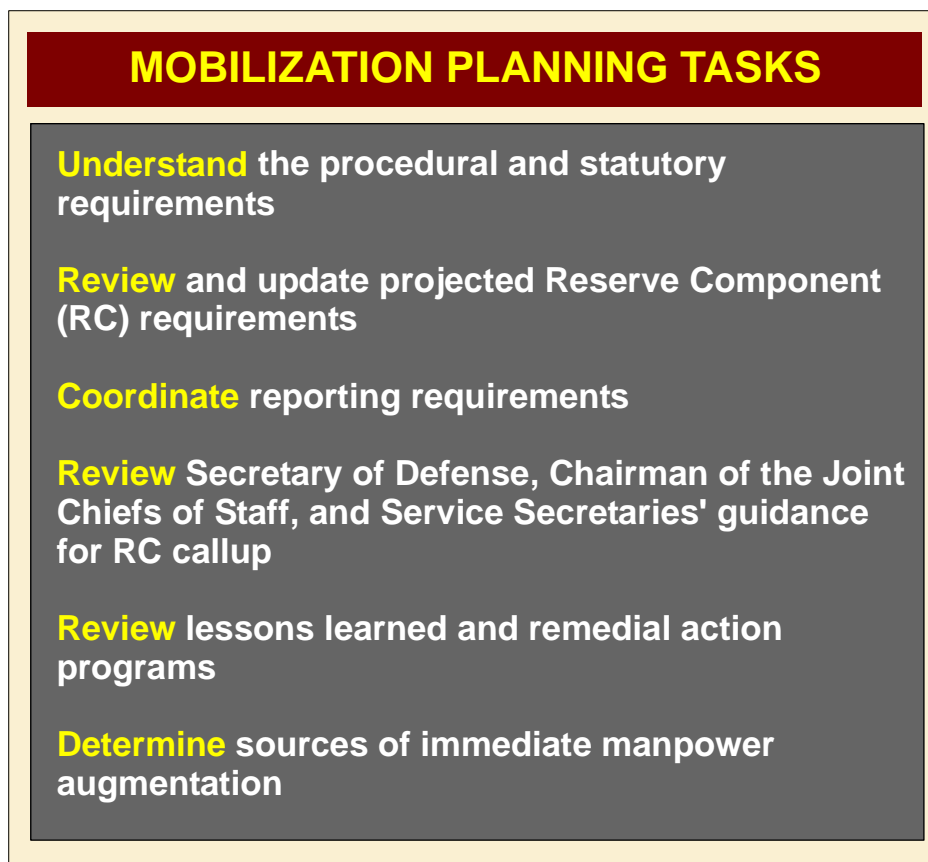 MOBILIZATION PLANNING TASKS
Understand the procedural and statutory
requirements
Review and update projected Reserve Component
(RC) requirements
Coordinate reporting requirements
Review Secretary of Defense, Chairman of the Joint
Chiefs of Staff, and Service Secretaries' guidance
for RC callup
Review lessons learned and remedial action
programs
Determine sources of immediate manpower
augmentation